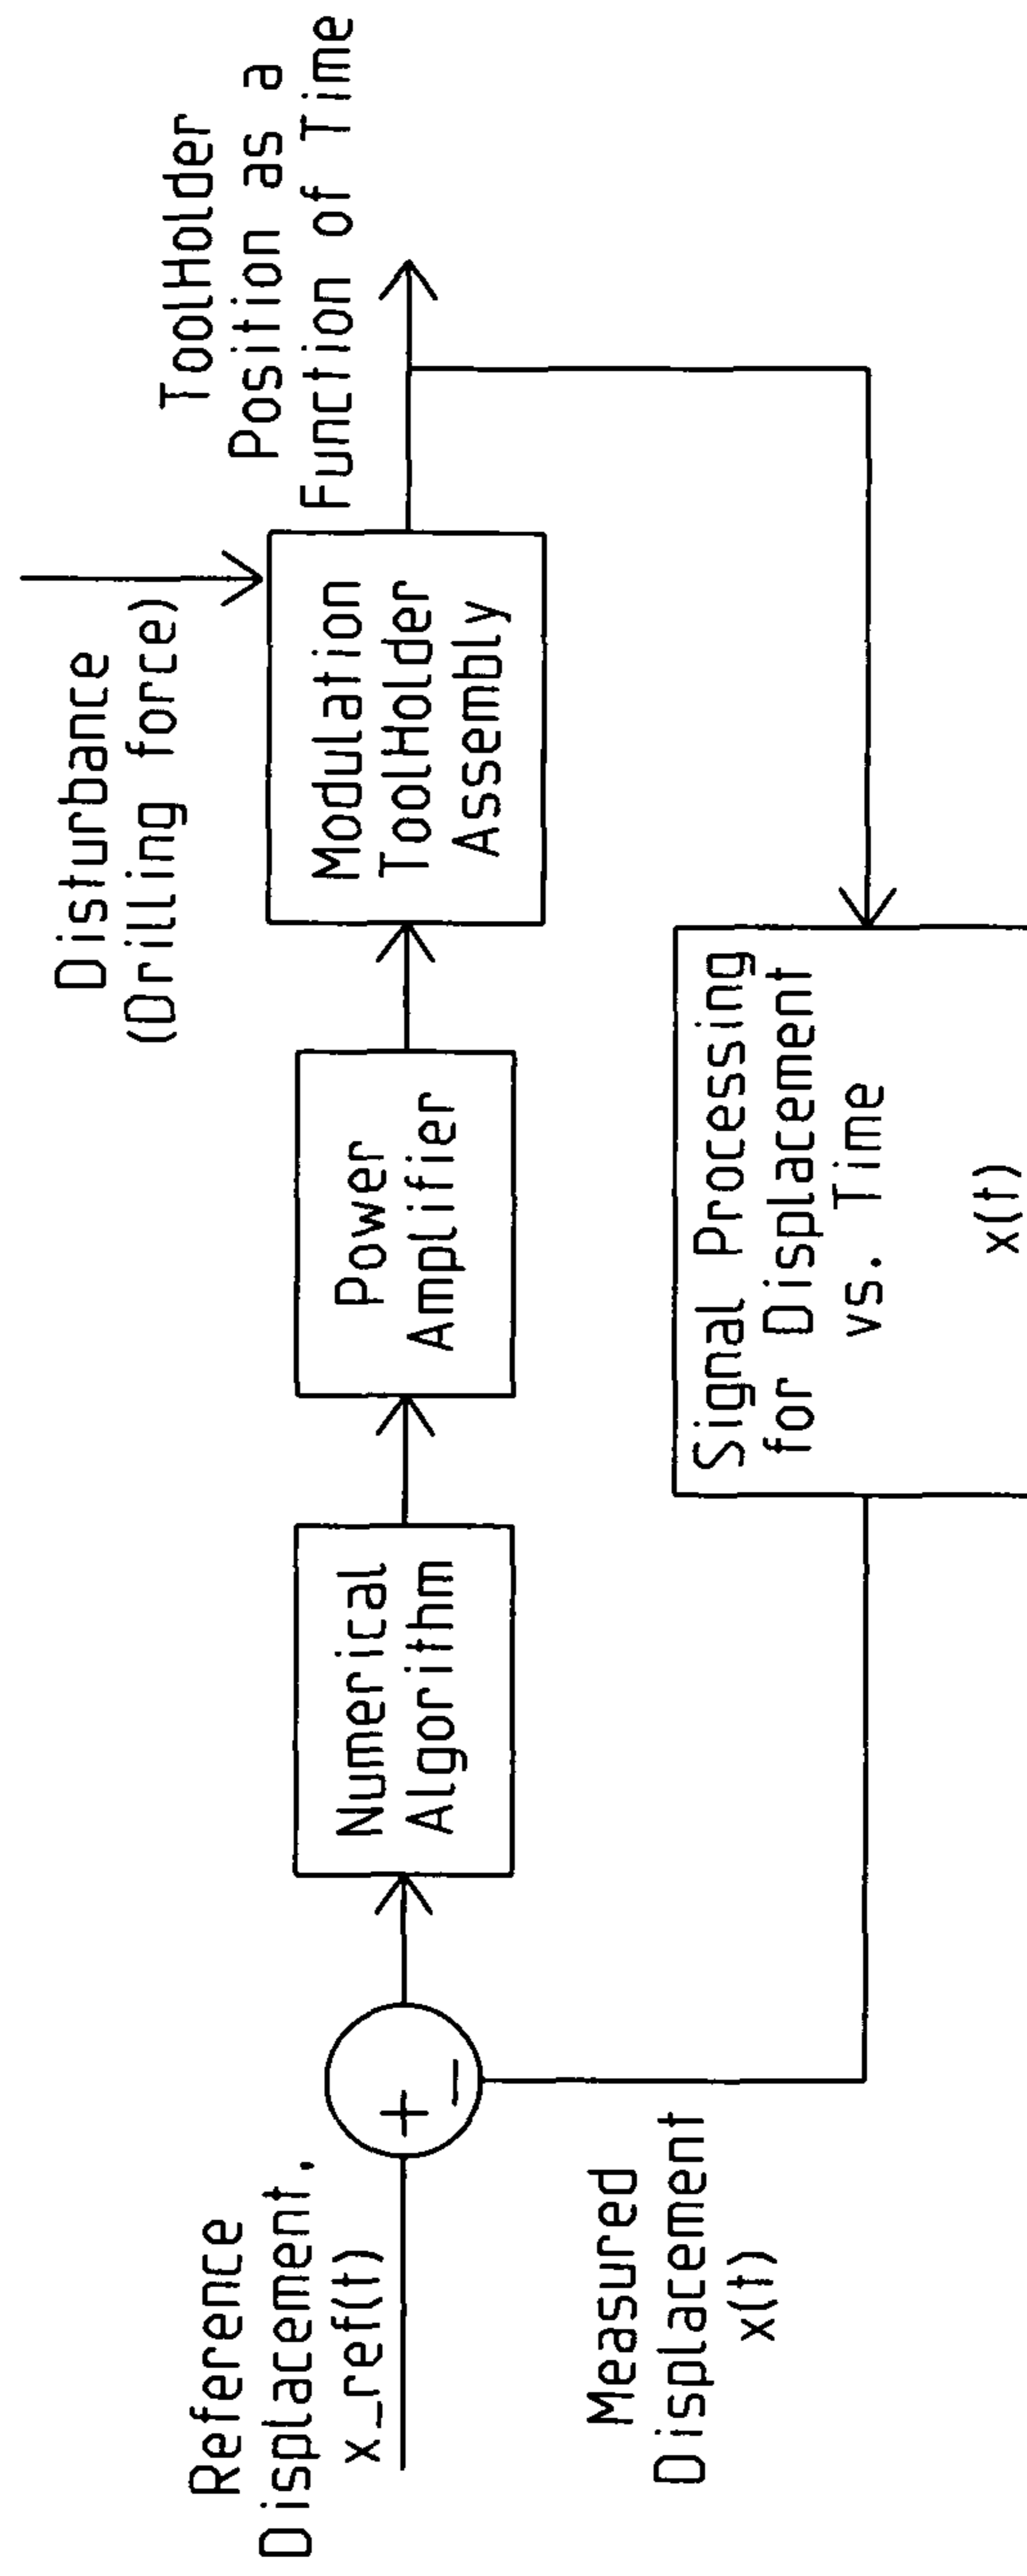 Disturbance
(Drilling force)
ToolHolder
Position as a
Function of Time
Reference
Displacement,
x_ref(t)
+
−
Numerical
Algorithm
Power
Amplifier
Modulation
ToolHolder
Assembly
Measured
Displacement
x(t)
Signal Processing
for Displacement
vs. Time
x(t)